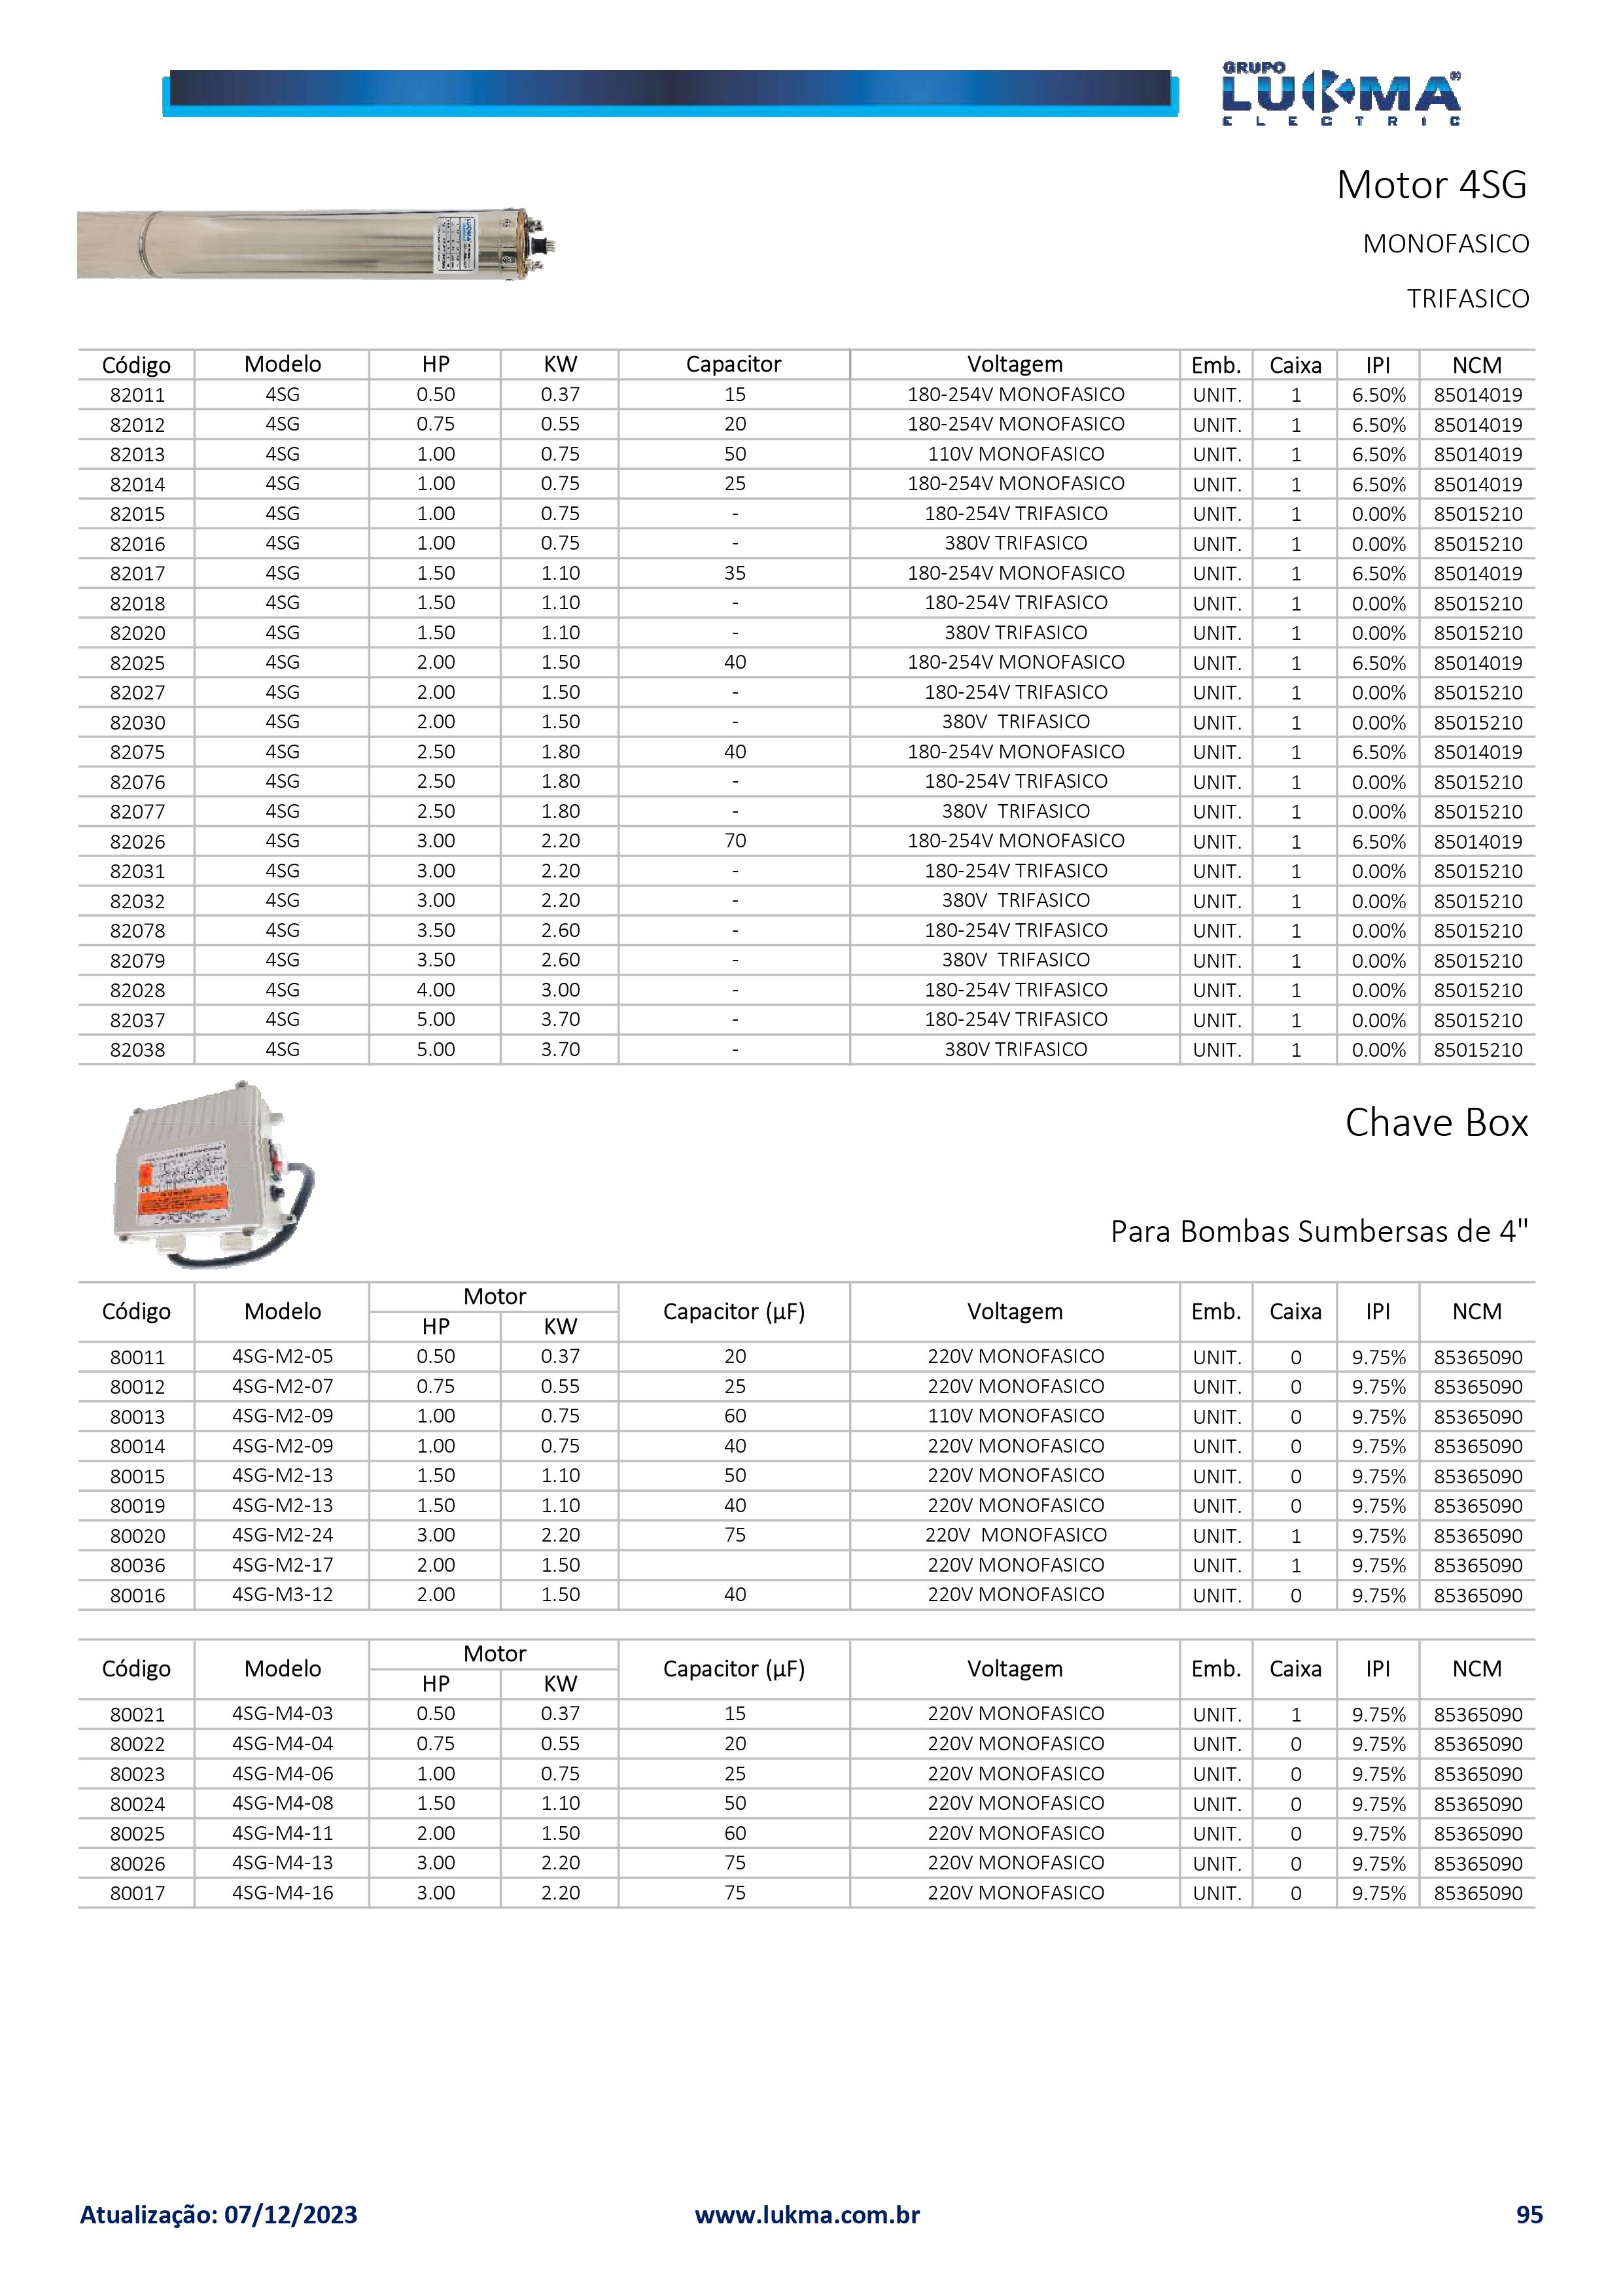 GRUPO
LUKMA®
ELECTRIC
Motor 4SG
MONOFASICO
TRIFASICO
Código Modelo HP KW Capacitor Voltagem Emb. Caixa IPI NCM
82011 4SG 0.50 0.37 15 180-254V MONOFASICO UNIT. 1 6.50% 85014019
82012 4SG 0.75 0.55 20 180-254V MONOFASICO UNIT. 1 6.50% 85014019
82013 4SG 1.00 0.75 50 110V MONOFASICO UNIT. 1 6.50% 85014019
82014 4SG 1.00 0.75 25 180-254V MONOFASICO UNIT. 1 6.50% 85014019
82015 4SG 1.00 0.75 - 180-254V TRIFASICO UNIT. 1 0.00% 85015210
82016 4SG 1.00 0.75 - 380V TRIFASICO UNIT. 1 0.00% 85015210
82017 4SG 1.50 1.10 35 180-254V MONOFASICO UNIT. 1 6.50% 85014019
82018 4SG 1.50 1.10 - 180-254V TRIFASICO UNIT. 1 0.00% 85015210
82020 4SG 1.50 1.10 - 380V TRIFASICO UNIT. 1 0.00% 85015210
82025 4SG 2.00 1.50 40 180-254V MONOFASICO UNIT. 1 6.50% 85014019
82027 4SG 2.00 1.50 - 180-254V TRIFASICO UNIT. 1 0.00% 85015210
82030 4SG 2.00 1.50 - 380V TRIFASICO UNIT. 1 0.00% 85015210
82075 4SG 2.50 1.80 40 180-254V MONOFASICO UNIT. 1 6.50% 85014019
82076 4SG 2.50 1.80 - 180-254V TRIFASICO UNIT. 1 0.00% 85015210
82077 4SG 2.50 1.80 - 380V TRIFASICO UNIT. 1 0.00% 85015210
82026 4SG 3.00 2.20 70 180-254V MONOFASICO UNIT. 1 6.50% 85014019
82031 4SG 3.00 2.20 - 180-254V TRIFASICO UNIT. 1 0.00% 85015210
82032 4SG 3.00 2.20 - 380V TRIFASICO UNIT. 1 0.00% 85015210
82078 4SG 3.50 2.60 - 180-254V TRIFASICO UNIT. 1 0.00% 85015210
82079 4SG 3.50 2.60 - 380V TRIFASICO UNIT. 1 0.00% 85015210
82028 4SG 4.00 3.00 - 180-254V TRIFASICO UNIT. 1 0.00% 85015210
82037 4SG 5.00 3.70 - 180-254V TRIFASICO UNIT. 1 0.00% 85015210
82038 4SG 5.00 3.70 - 380V TRIFASICO UNIT. 1 0.00% 85015210
Chave Box
Para Bombas Sumbersas de 4"
Código Modelo Motor Capacitor (µF) Voltagem Emb. Caixa IPI NCM
HP KW
80011 4SG-M2-05 0.50 0.37 20 220V MONOFASICO UNIT. 0 9.75% 85365090
80012 4SG-M2-07 0.75 0.55 25 220V MONOFASICO UNIT. 0 9.75% 85365090
80013 4SG-M2-09 1.00 0.75 60 110V MONOFASICO UNIT. 0 9.75% 85365090
80014 4SG-M2-09 1.00 0.75 40 220V MONOFASICO UNIT. 0 9.75% 85365090
80015 4SG-M2-13 1.50 1.10 50 220V MONOFASICO UNIT. 0 9.75% 85365090
80019 4SG-M2-13 1.50 1.10 40 220V MONOFASICO UNIT. 0 9.75% 85365090
80020 4SG-M2-24 3.00 2.20 75 220V MONOFASICO UNIT. 1 9.75% 85365090
80036 4SG-M2-17 2.00 1.50 220V MONOFASICO UNIT. 1 9.75% 85365090
80016 4SG-M3-12 2.00 1.50 40 220V MONOFASICO UNIT. 0 9.75% 85365090
Código Modelo Motor Capacitor (µF) Voltagem Emb. Caixa IPI NCM
HP KW
80021 4SG-M4-03 0.50 0.37 15 220V MONOFASICO UNIT. 1 9.75% 85365090
80022 4SG-M4-04 0.75 0.55 20 220V MONOFASICO UNIT. 0 9.75% 85365090
80023 4SG-M4-06 1.00 0.75 25 220V MONOFASICO UNIT. 0 9.75% 85365090
80024 4SG-M4-08 1.50 1.10 50 220V MONOFASICO UNIT. 0 9.75% 85365090
80025 4SG-M4-11 2.00 1.50 60 220V MONOFASICO UNIT. 0 9.75% 85365090
80026 4SG-M4-13 3.00 2.20 75 220V MONOFASICO UNIT. 0 9.75% 85365090
80017 4SG-M4-16 3.00 2.20 75 220V MONOFASICO UNIT. 0 9.75% 85365090
Atualização: 07/12/2023 www.lukma.com.br 95